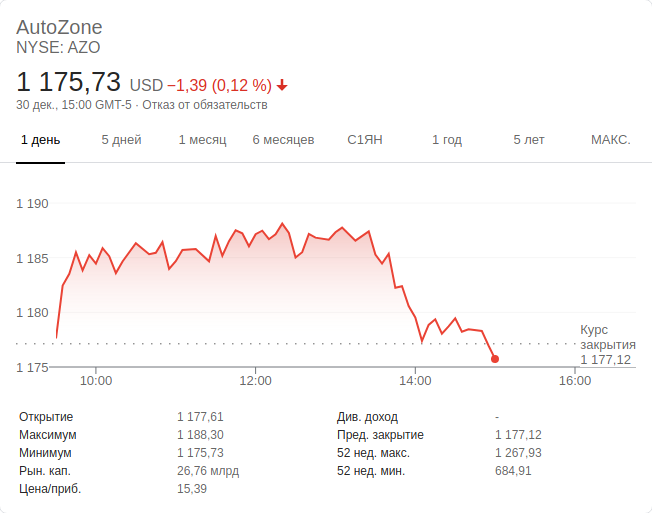 AutoZone
NYSE: AZO
1 175,73 USD −1,39 (0,12 %)
30 дек., 15:00 GMT-5 · Отказ от обязательств
1 день 5 дней 1 месяц 6 месяцев С1ЯН 1 год 5 лет МАКС.
1 190
1 185
1 180
1 175
Курс
закрытия
1 177,12
10:00 12:00 14:00 16:00
Открытие 1 177,61 Див. доход -
Максимум 1 188,30 Пред. закрытие 1 177,12
Минимум 1 175,73 52 нед. макс. 1 267,93
Рын. кап. 26,76 млрд 52 нед. мин. 684,91
Цена/приб. 15,39